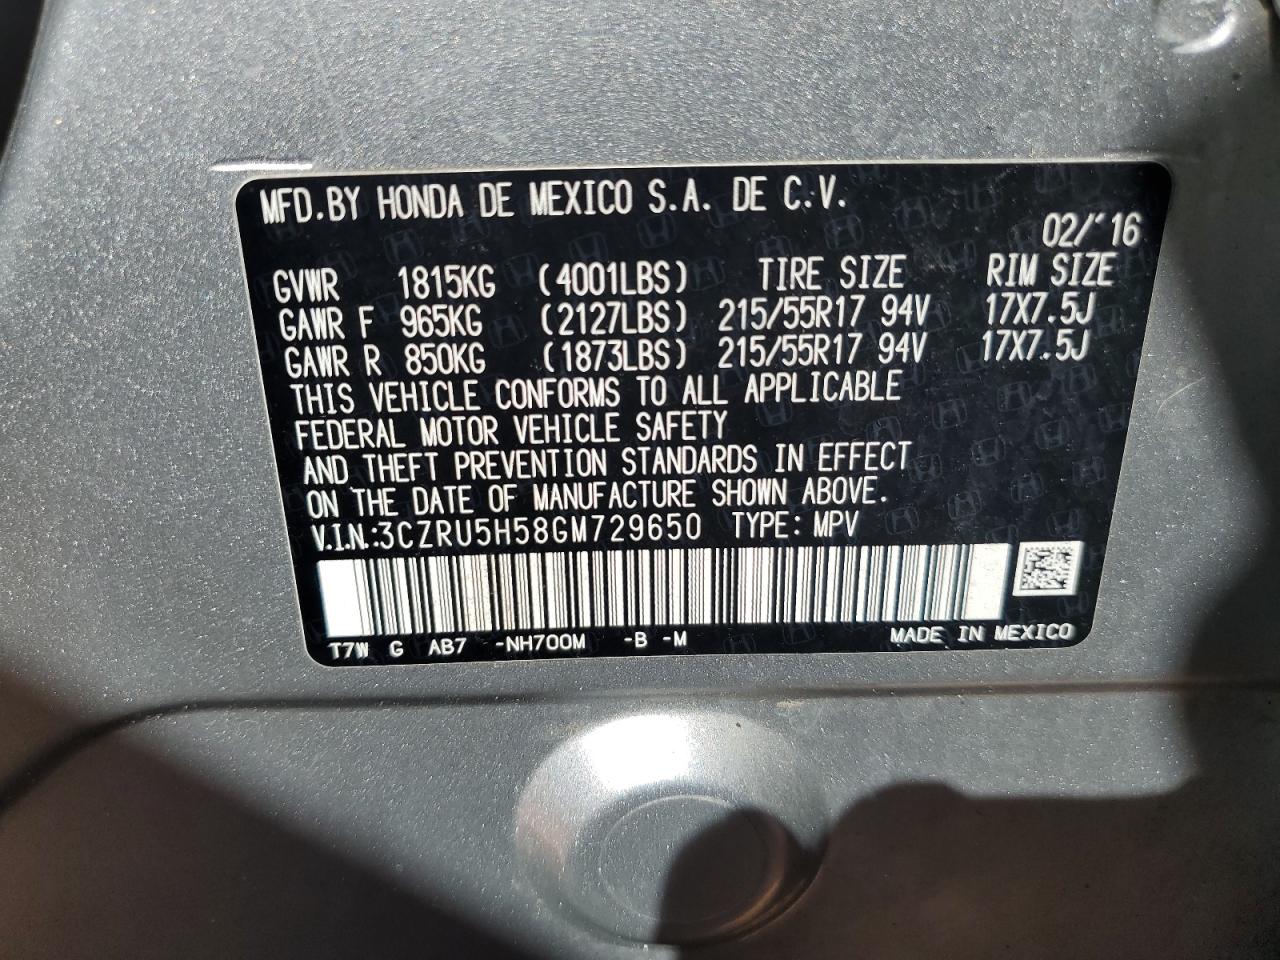 MFD.BY HONDA DE MEXICO S.A. DE C.V.
02/'16
GVWR 1815KG (4001LBS) TIRE SIZE RIM SIZE
GAWR F 965KG (2127LBS) 215/55R17 94V 17X7.5J
GAWR R 850KG (1873LBS) 215/55R17 94V 17X7.5J
THIS VEHICLE CONFORMS TO ALL APPLICABLE
FEDERAL MOTOR VEHICLE SAFETY
AND THEFT PREVENTION STANDARDS IN EFFECT
ON THE DATE OF MANUFACTURE SHOWN ABOVE.
V.I.N.:3CZRU5H58GM729650 TYPE: MPV
T7W G AB7 -NH700M -B -M MADE IN MEXICO